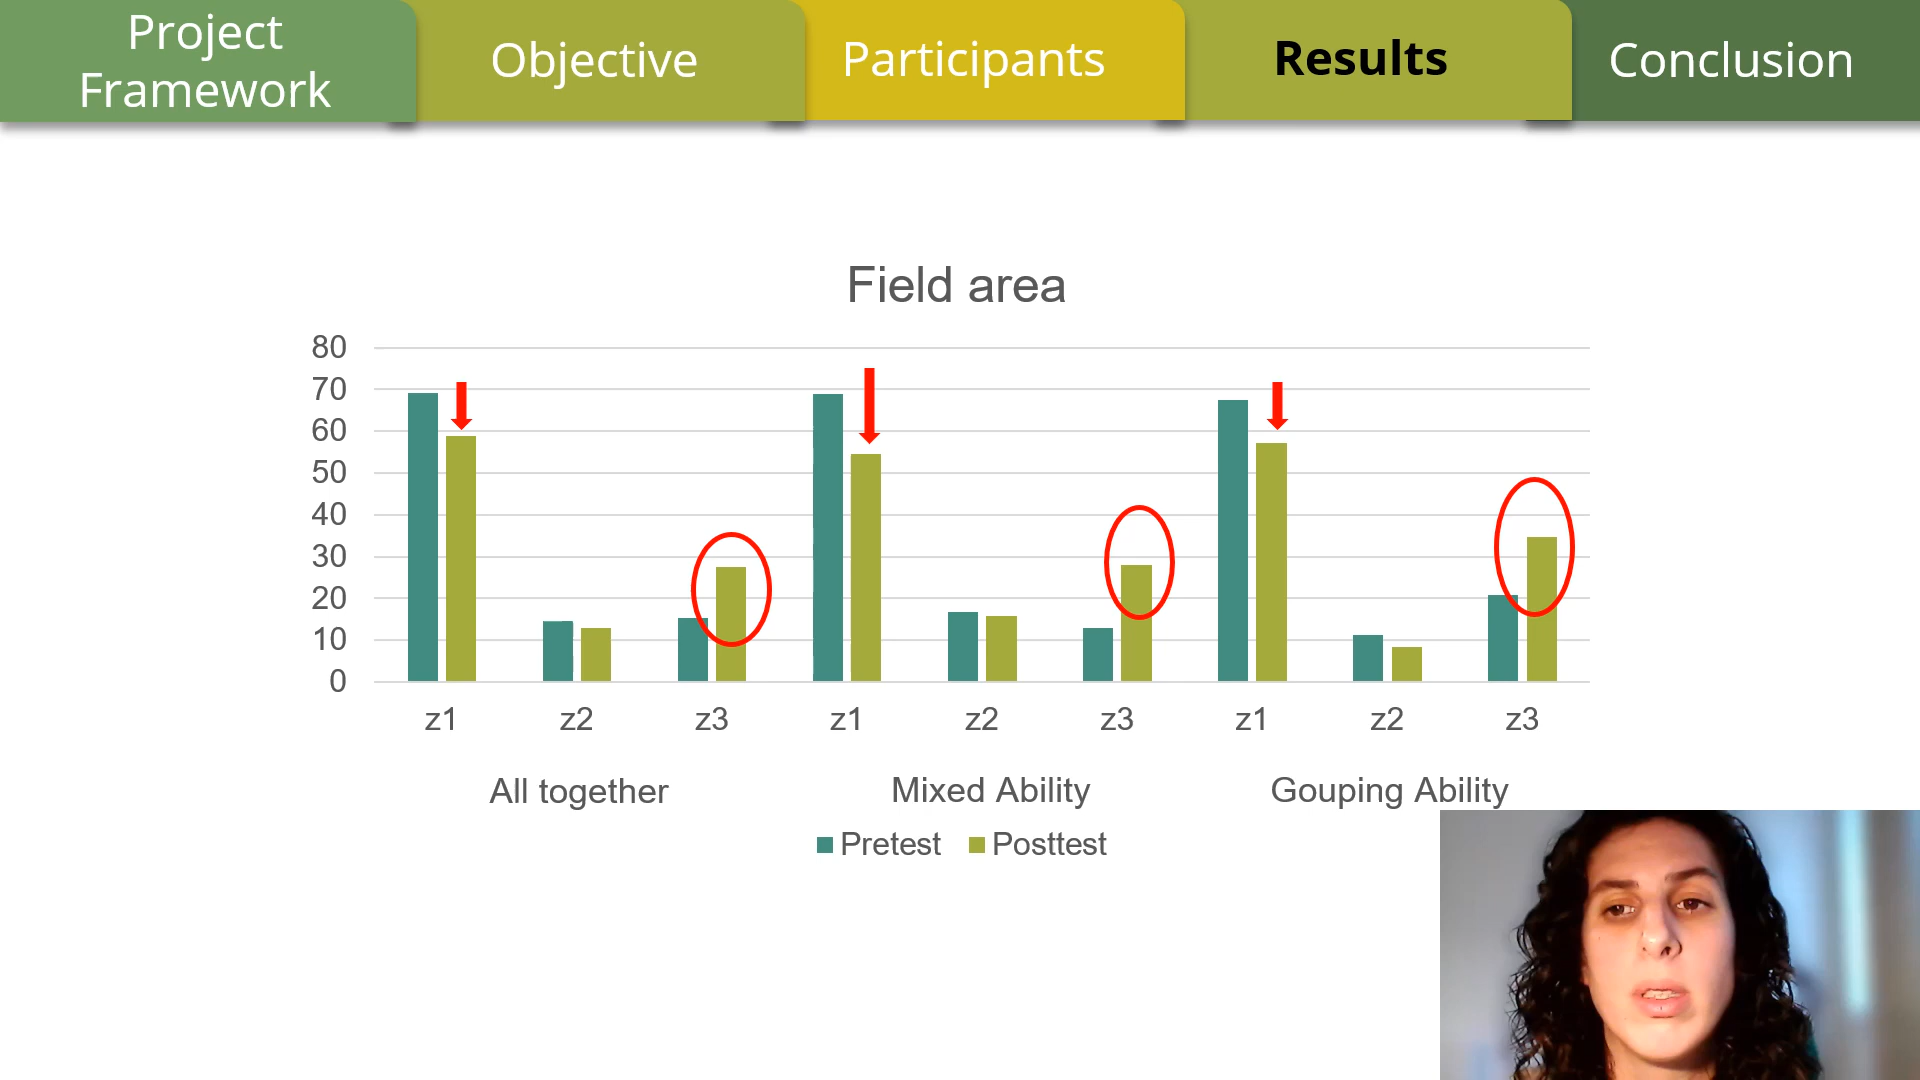 Project
Framework
Objective
Participants
Results
Conclusion
Field area
80
70
60
50
40
30
20
10
0
z1 z2 z3 z1 z2 z3 z1 z2 z3
All together Mixed Ability Gouping Ability
Pretest Posttest